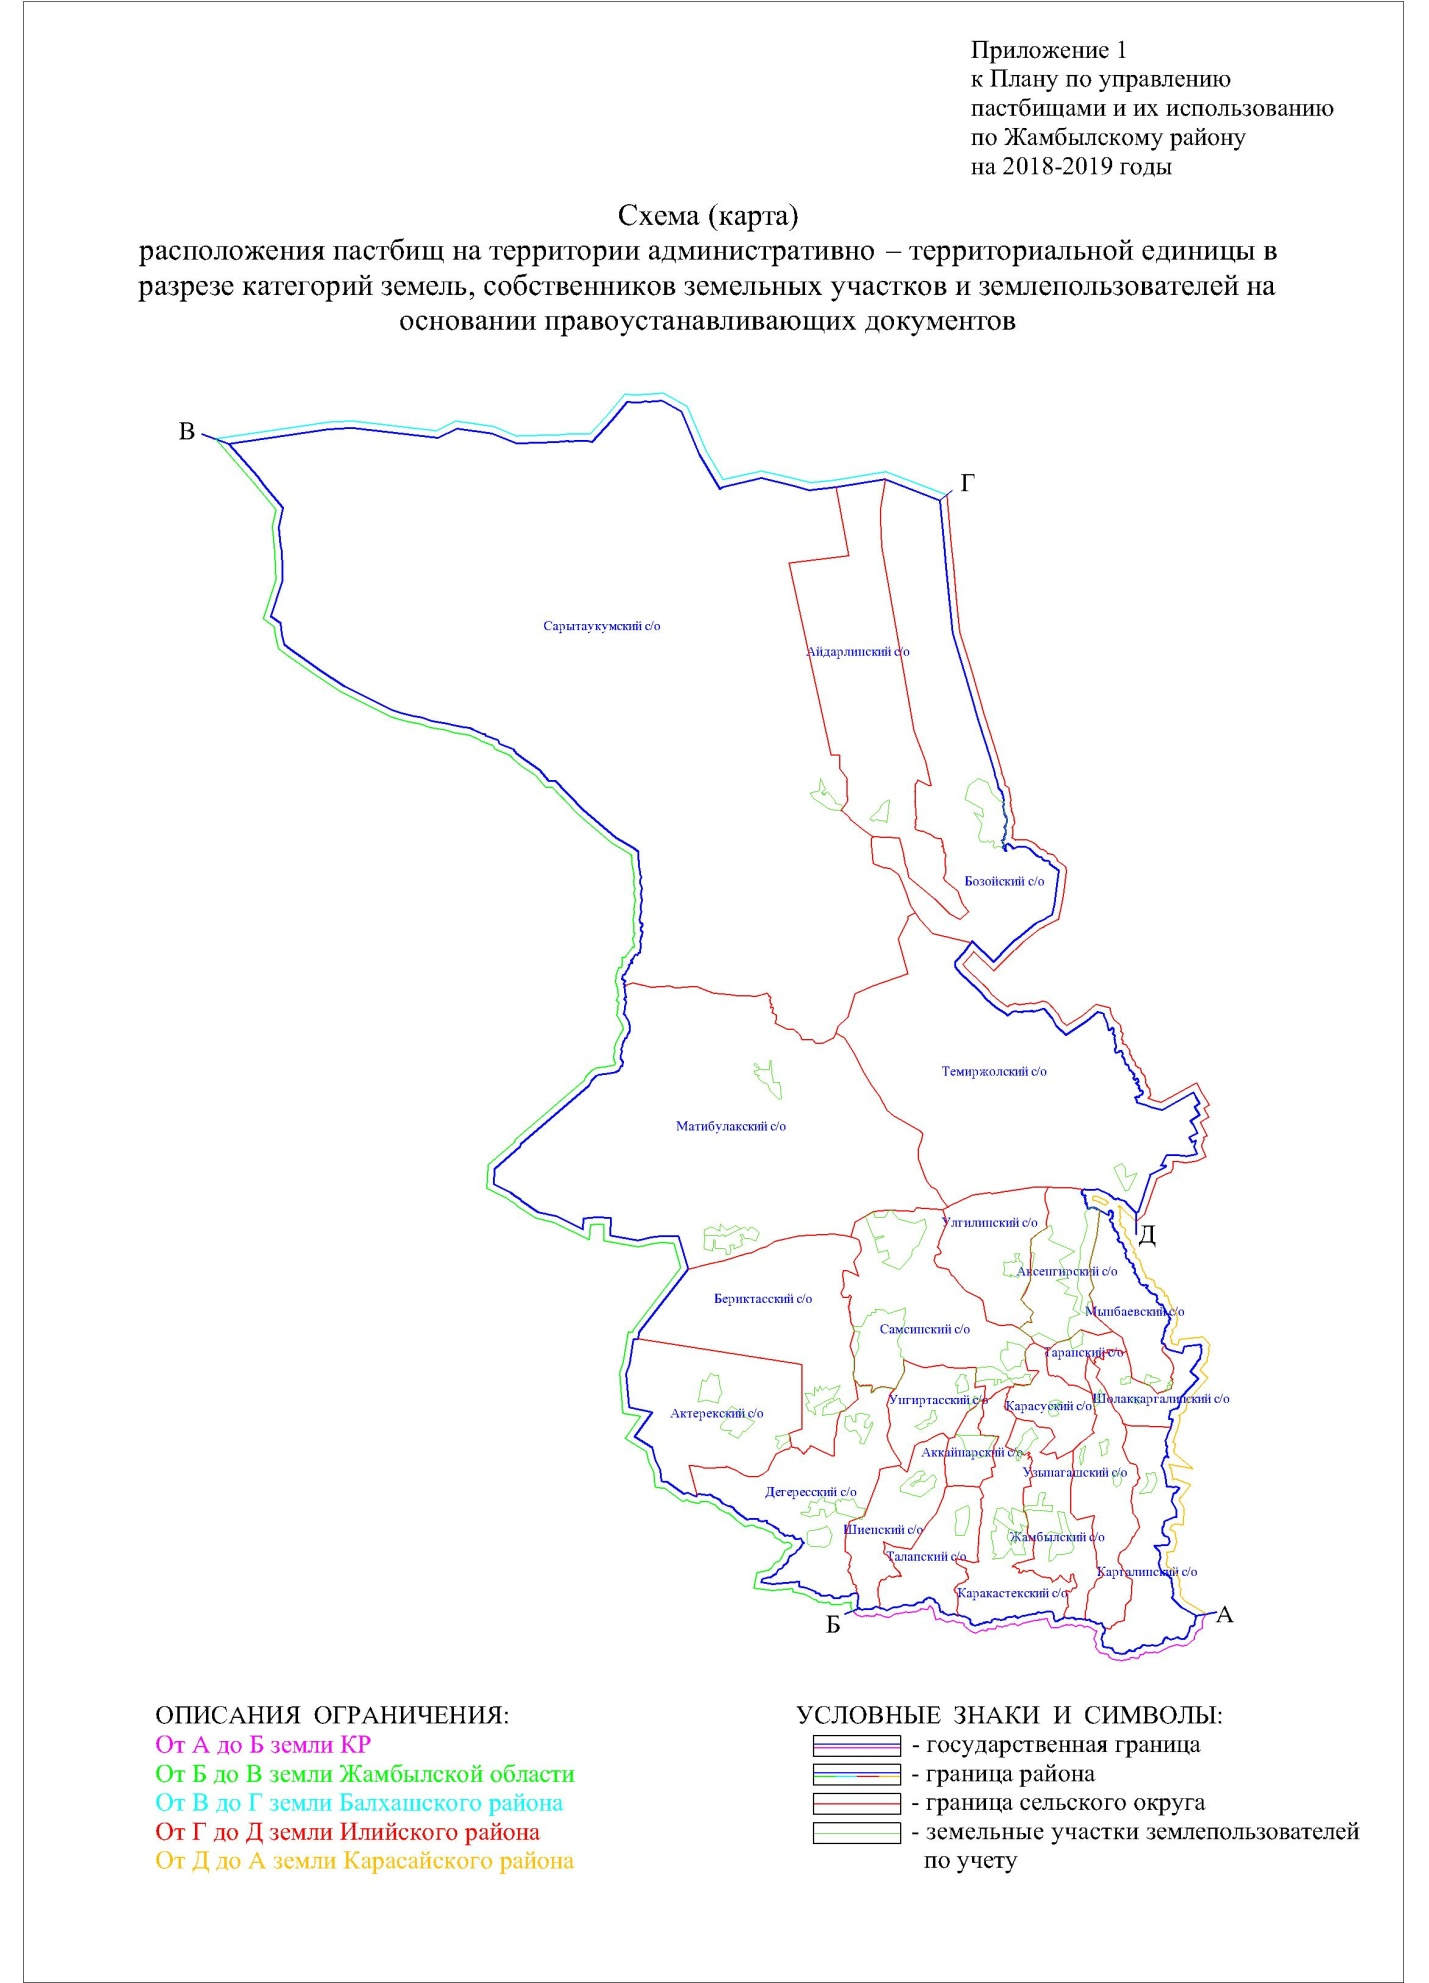 Приложение 1
к Плану по управлению
пастбищами и их использованию
по Жамбылскому району
на 2018-2019 годы
Схема (карта)
расположения пастбищ на территории административно – территориальной единицы в
разрезе категорий земель, собственников земельных участков и землепользователей на
основании правоустанавливающих документов
В
Г
Сарытаукумский с/о
Айдарлинский с/о
Бозойский с/о
Темиржолский с/о
Матибулакский с/о
Улгилинский с/о
Д
Аксенгирский с/о
Бериктасский с/о
Мынбаевский с/о
Самсинский с/о
Таранский с/о
Унгиртасский с/о
Шолаккаргалинский с/о
Карасуский с/о
Актерекский с/о
Аккайнарский с/о
Узынагашский с/о
Дегересский с/о
Шиенский с/о
Жамбылский с/о
Талапский с/о
Каргалинский с/о
Каракастекский с/о
Б
А
ОПИСАНИЯ ОГРАНИЧЕНИЯ:
От А до Б земли КР
От Б до В земли Жамбылской области
От В до Г земли Балхашского района
От Г до Д земли Илийского района
От Д до А земли Карасайского района
УСЛОВНЫЕ ЗНАКИ И СИМВОЛЫ:
- государственная граница
- граница района
- граница сельского округа
- земельные участки землепользователей
по учету